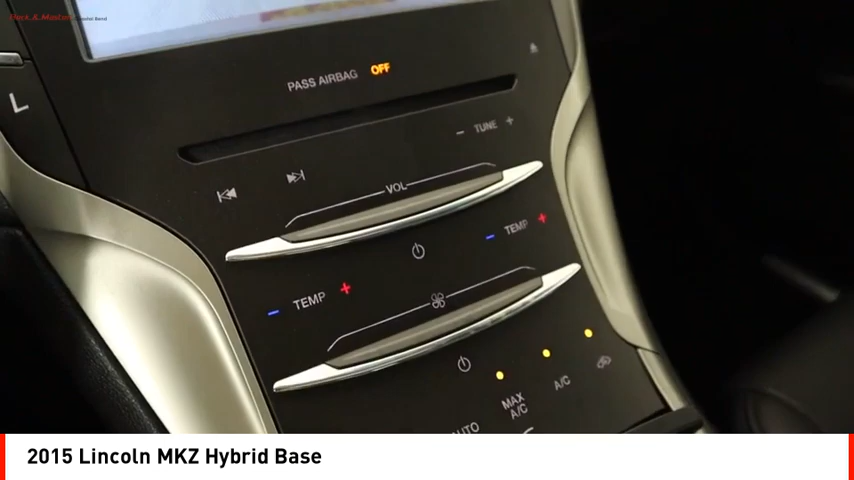 L
PASS AIRBAG OFF
− TUNE +
VOL
− TEMP +
− TEMP +
MAX A/C
A/C
AUTO
2015 Lincoln MKZ Hybrid Base